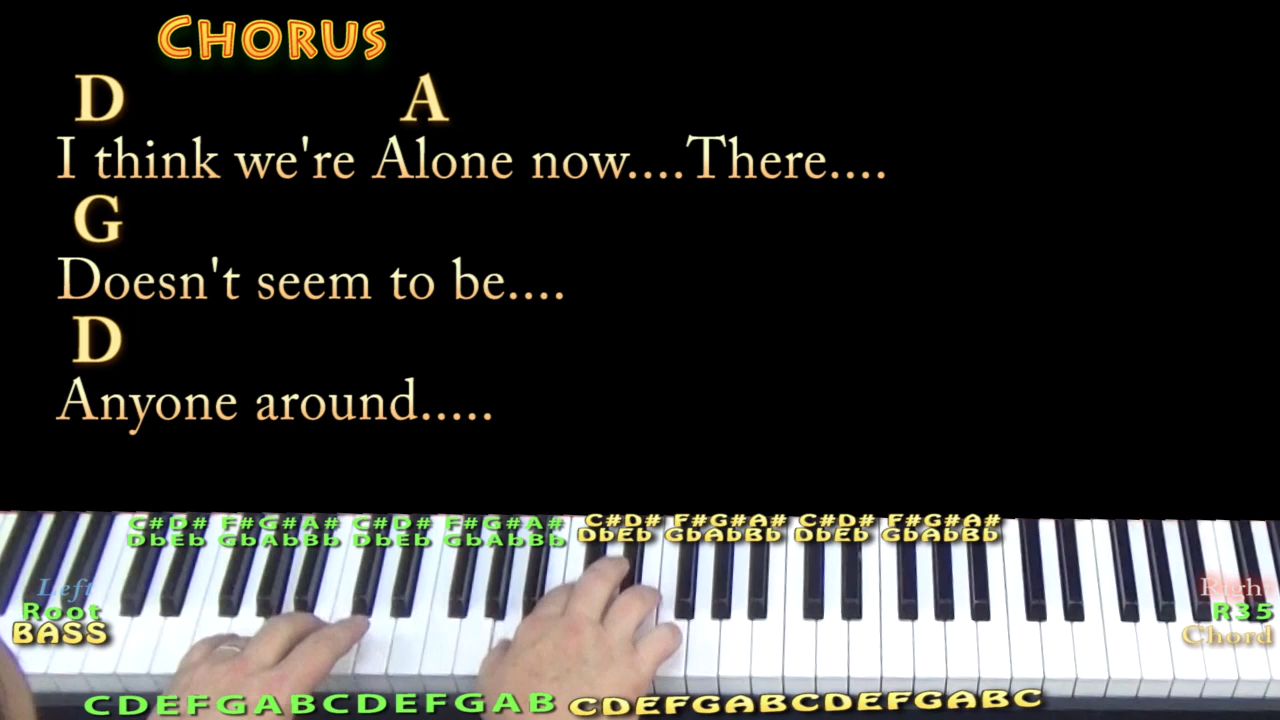 CHORUS
D A
I think we're Alone now....There....
G
Doesn't seem to be....
D
Anyone around.....
C#D# F#G#A# C#D# F#G#A# C#D# F#G#A# C#D# F#G#A#
DbEb GbAbBb DbEb GbAbBb DbEb GbAbBb DbEb GbAbBb
Left
Root
BASS
Right
R35
Chord
CDEFGABCDEFGAB CDEFGABCDEFGABC